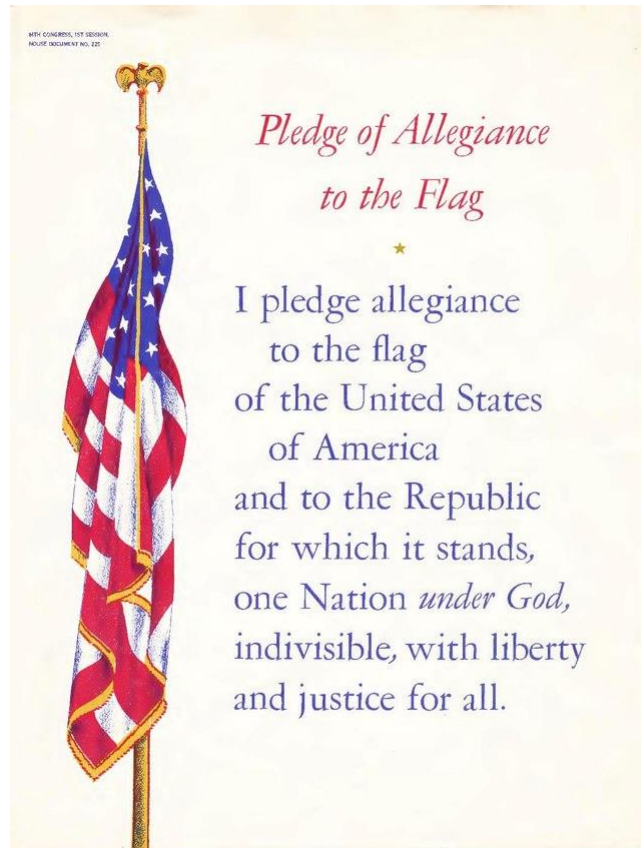 84TH CONGRESS, 1ST SESSION,
HOUSE DOCUMENT NO. 225
Pledge of Allegiance
to the Flag
I pledge allegiance
to the flag
of the United States
of America
and to the Republic
for which it stands,
one Nation under God,
indivisible, with liberty
and justice for all.